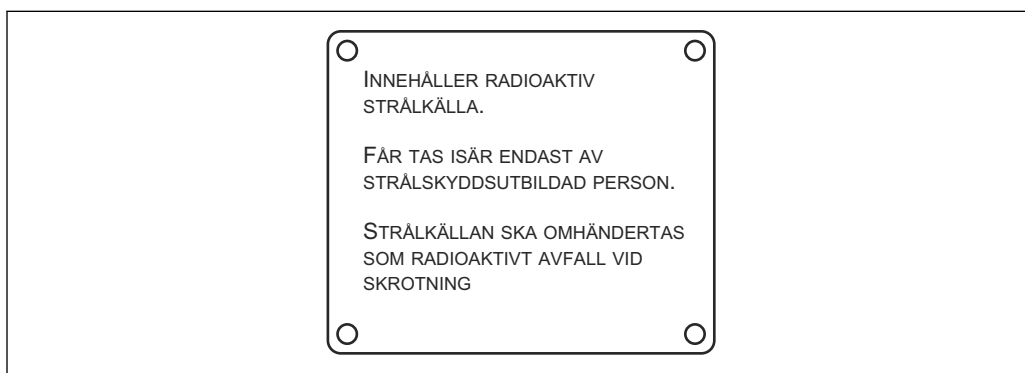 INNEHÅLLER RADIOAKTIV
STRÅLKÄLLA.
FÅR TAS ISÄR ENDAST AV
STRÅLSKYDDSUTBILDAD PERSON.
STRÅLKÄLLAN SKA OMHÄNDERTAS
SOM RADIOAKTIVT AVFALL VID
SKROTNING